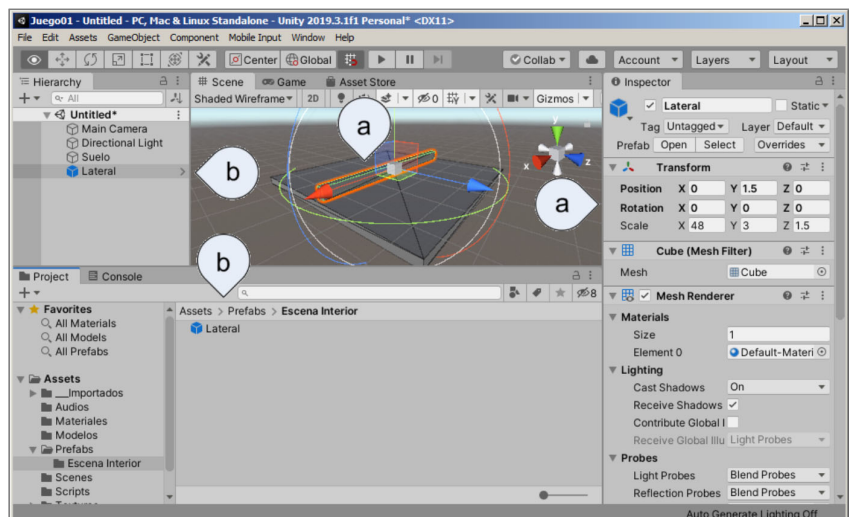 Juego01 - Untitled - PC, Mac & Linux Standalone - Unity 2019.3.1f1 Personal* <DX11>
File Edit Assets GameObject Component Mobile Input Window Help
Center Global Collab Account Layers Layout
Hierarchy
All
Untitled*
Main Camera
Directional Light
Suelo
Lateral
b
Scene Game Asset Store
Shaded Wireframe 2D 0 Gizmos
a
y
x
z
a
b
Project Console
8
Favorites
All Materials
All Models
All Prefabs
Assets
__Importados
Audios
Materiales
Modelos
Prefabs
Escena Interior
Scenes
Scripts
Assets > Prefabs > Escena Interior
Lateral
Inspector
Lateral Static
Tag Untagged Layer Default
Prefab Open Select Overrides
Transform
Position X 0 Y 1.5 Z 0
Rotation X 0 Y 0 Z 0
Scale X 48 Y 3 Z 1.5
Cube (Mesh Filter)
Mesh Cube
Mesh Renderer
Materials
Size 1
Element 0 Default-Materi
Lighting
Cast Shadows On
Receive Shadows
Contribute Global I
Receive Global Illu Light Probes
Probes
Light Probes Blend Probes
Reflection Probes Blend Probes
Auto Generate Lighting Off